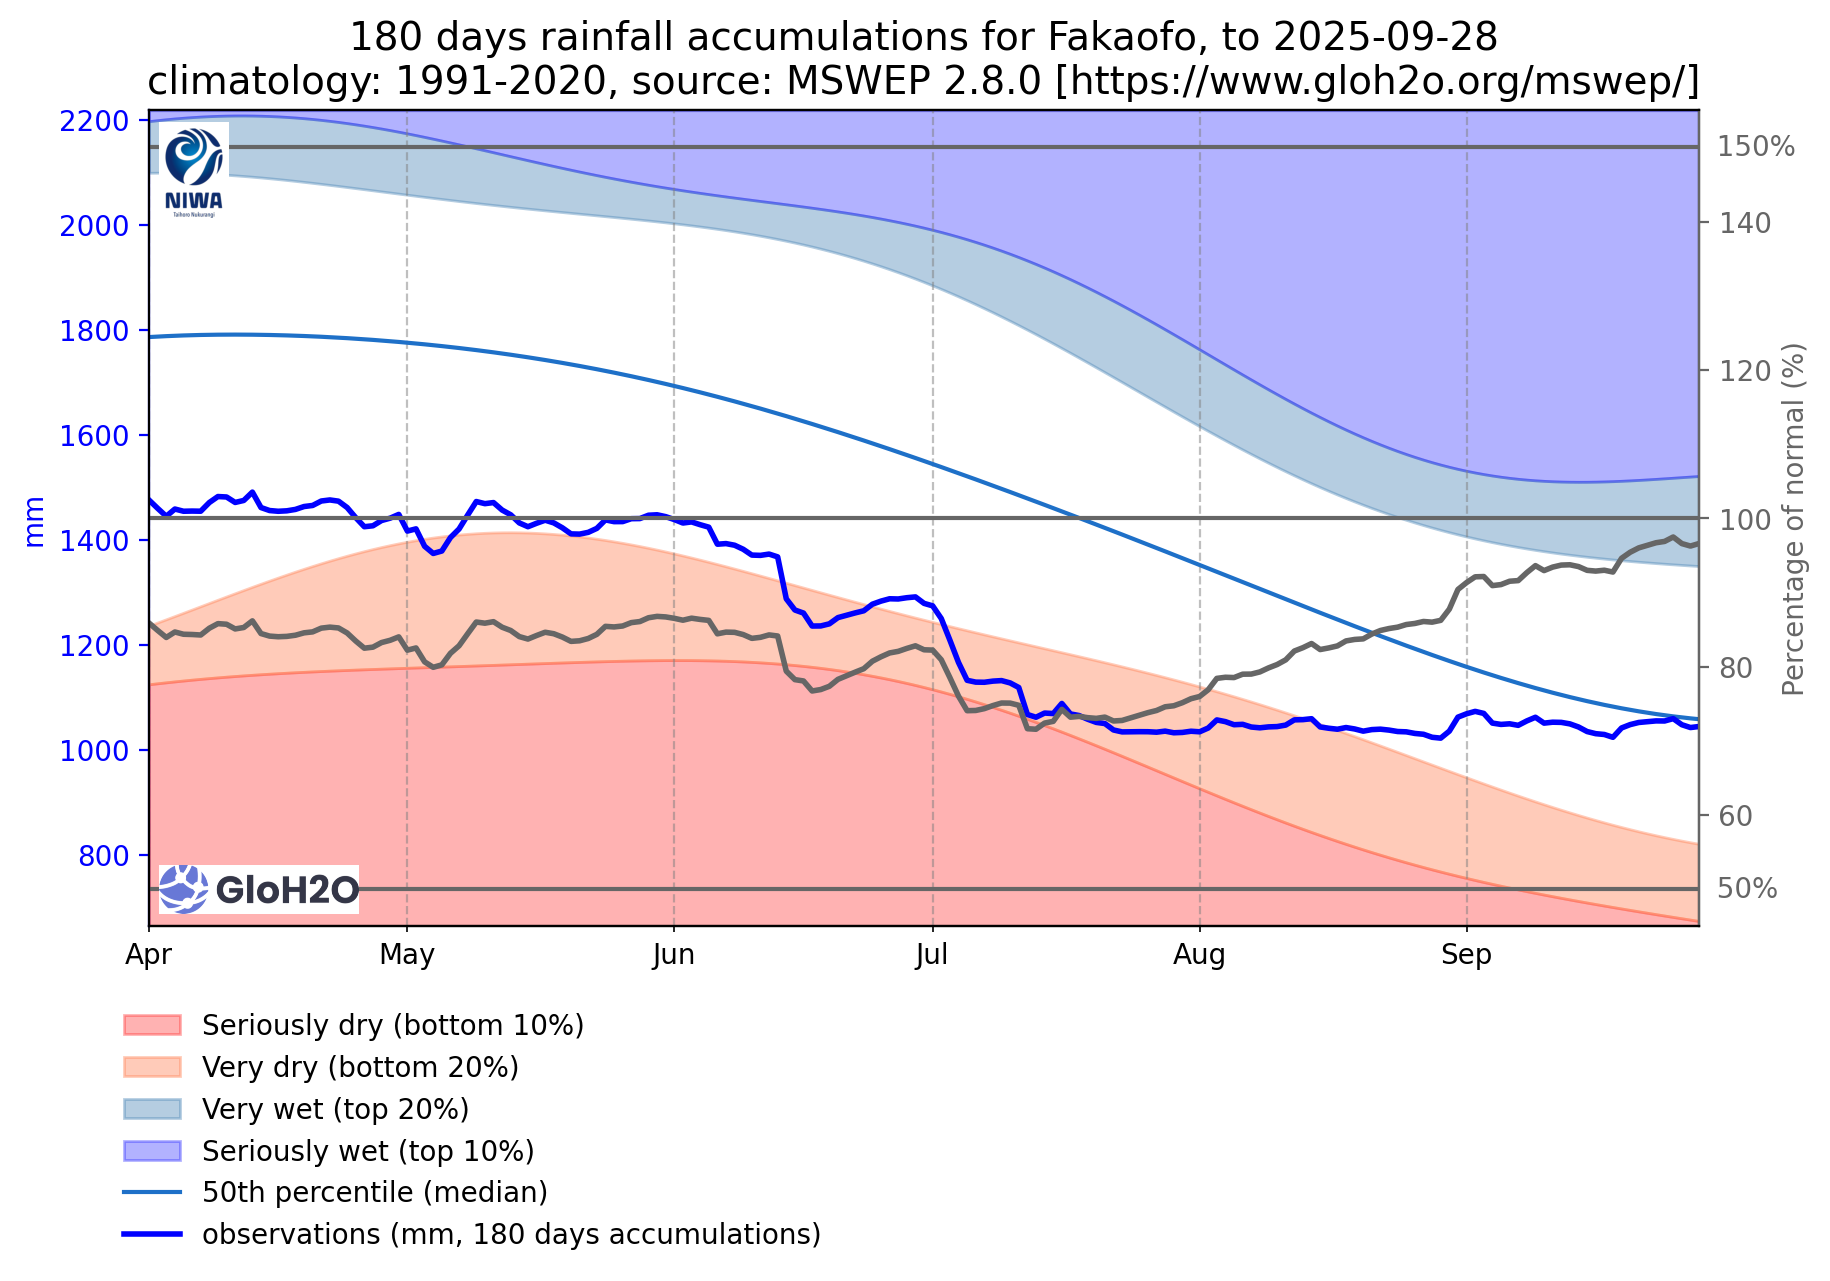 180 days rainfall accumulations for Fakaofo, to 2025-09-28
climatology: 1991-2020, source: MSWEP 2.8.0 [https://www.gloh2o.org/mswep/]
2200
2000
1800
1600
1400
1200
1000
800
mm
150%
140
120
100
80
60
50%
Percentage of normal (%)
NIWA
Taihoro Nukurangi
GloH2O
Apr
May
Jun
Jul
Aug
Sep
Seriously dry (bottom 10%)
Very dry (bottom 20%)
Very wet (top 20%)
Seriously wet (top 10%)
50th percentile (median)
observations (mm, 180 days accumulations)